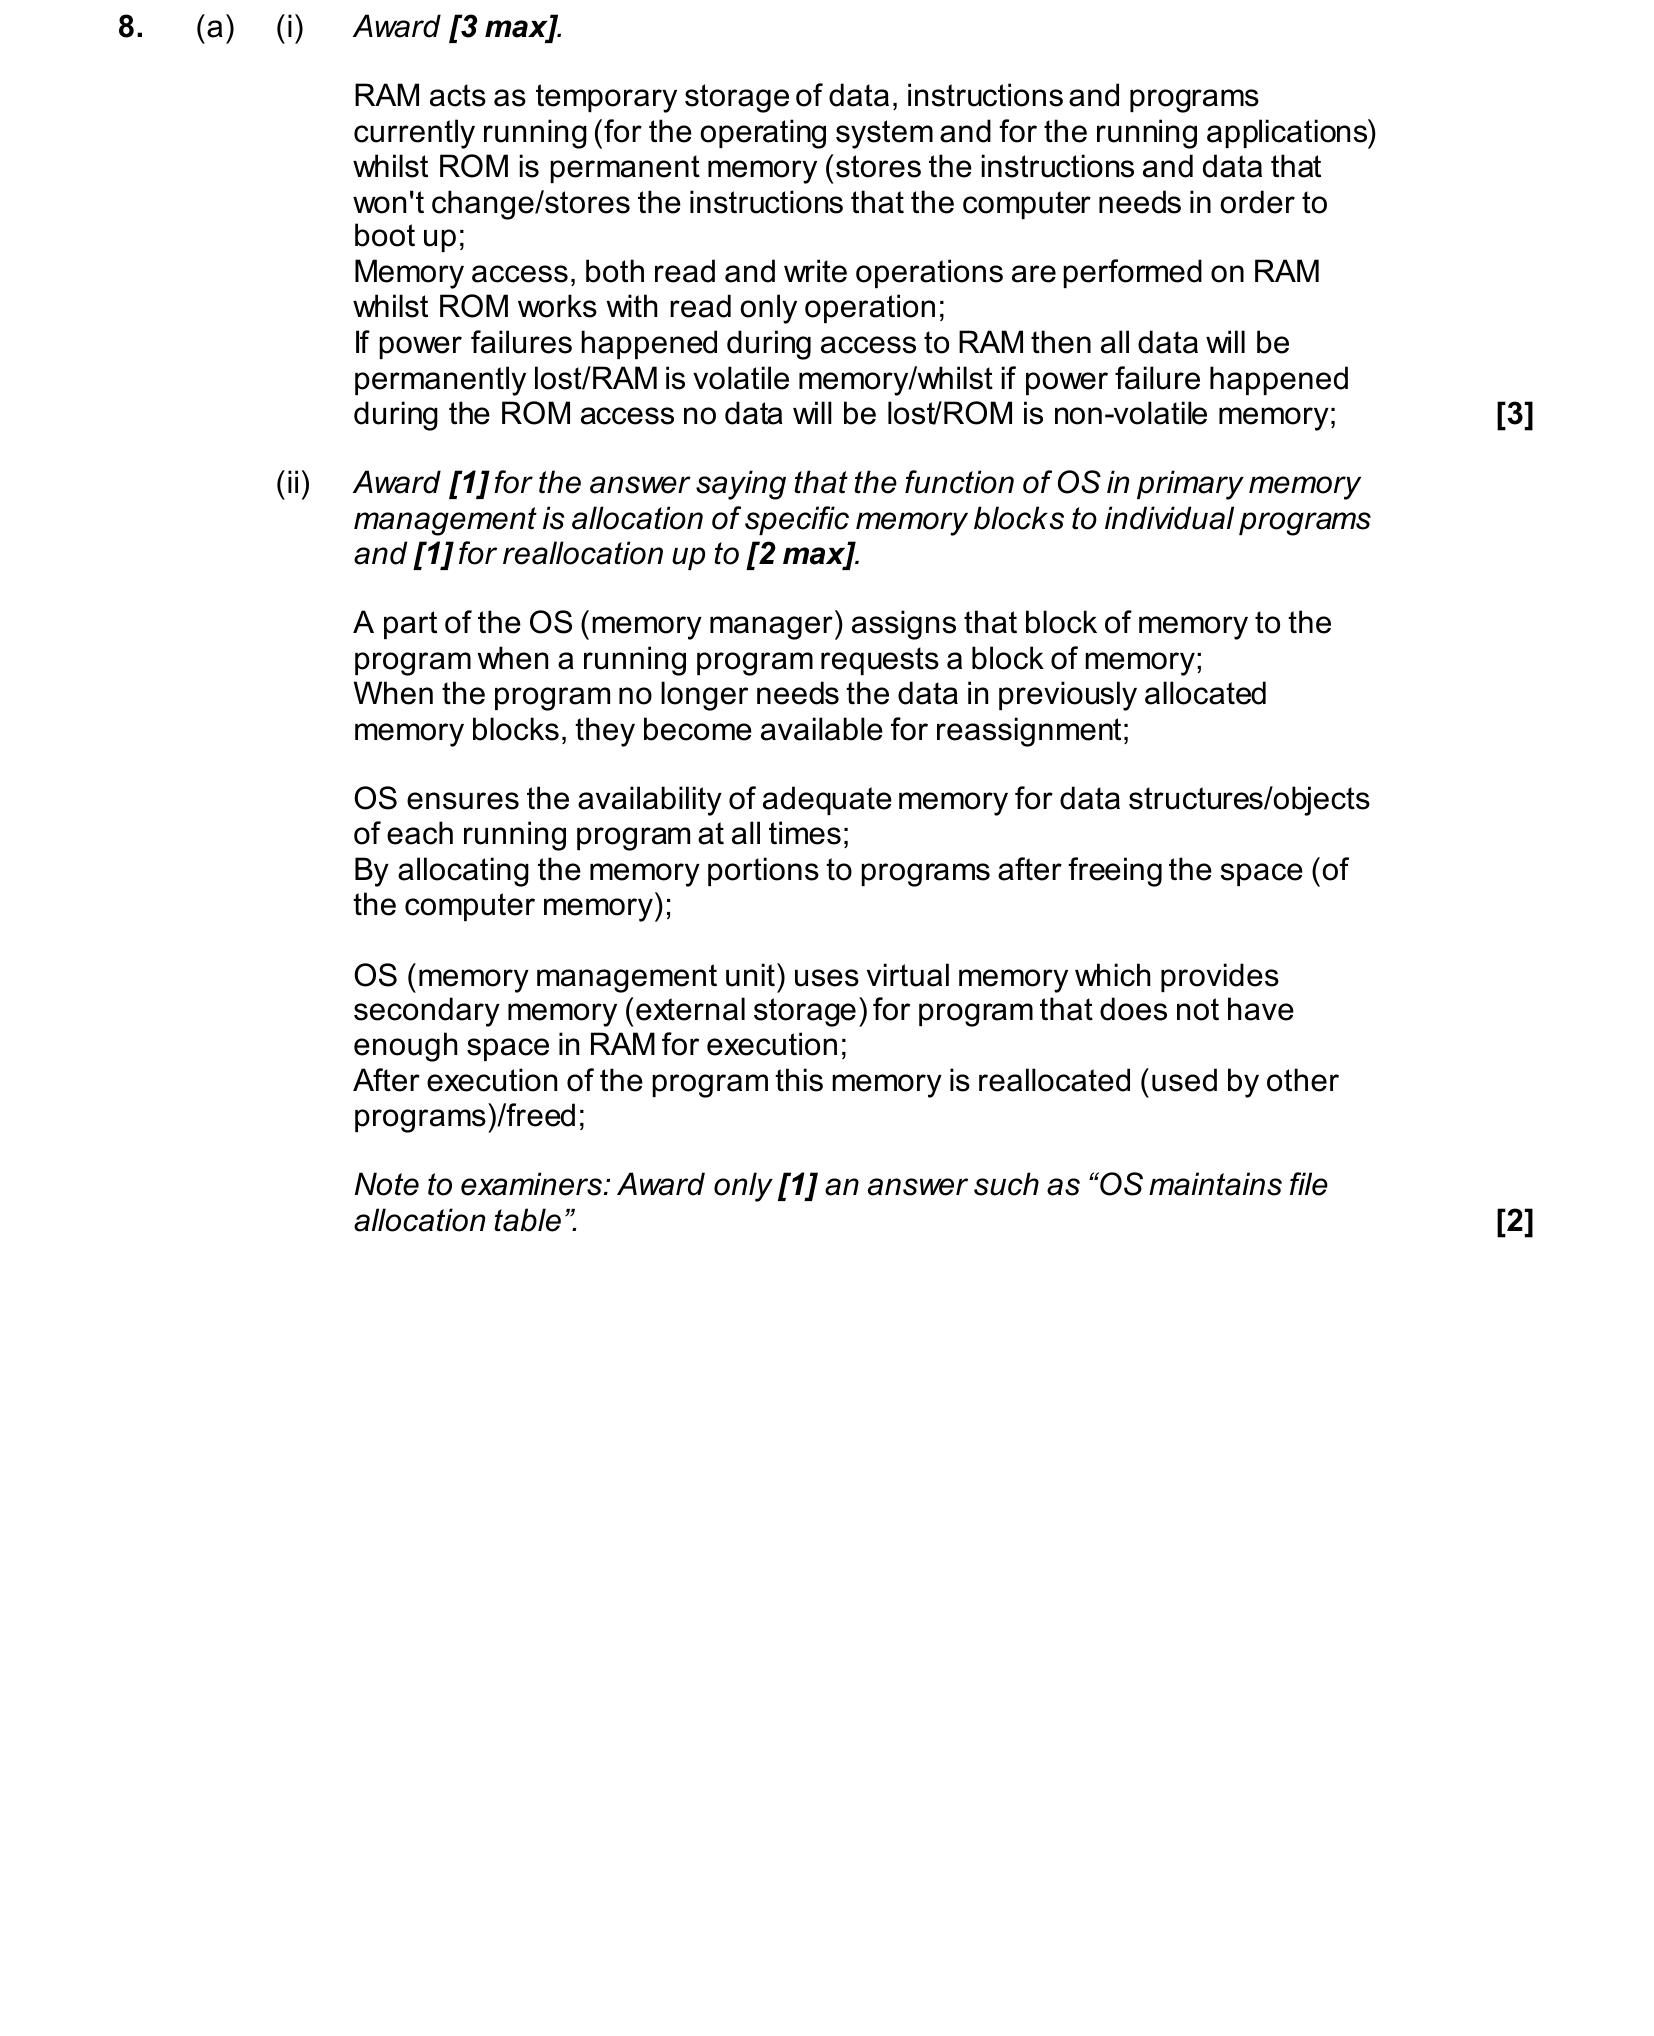 8. (a) (i) Award [3 max].
RAM acts as temporary storage of data, instructions and programs
currently running (for the operating system and for the running applications)
whilst ROM is permanent memory (stores the instructions and data that
won't change/stores the instructions that the computer needs in order to
boot up;
Memory access, both read and write operations are performed on RAM
whilst ROM works with read only operation;
If power failures happened during access to RAM then all data will be
permanently lost/RAM is volatile memory/whilst if power failure happened
during the ROM access no data will be lost/ROM is non-volatile memory; [3]
(ii) Award [1] for the answer saying that the function of OS in primary memory
management is allocation of specific memory blocks to individual programs
and [1] for reallocation up to [2 max].
A part of the OS (memory manager) assigns that block of memory to the
program when a running program requests a block of memory;
When the program no longer needs the data in previously allocated
memory blocks, they become available for reassignment;
OS ensures the availability of adequate memory for data structures/objects
of each running program at all times;
By allocating the memory portions to programs after freeing the space (of
the computer memory);
OS (memory management unit) uses virtual memory which provides
secondary memory (external storage) for program that does not have
enough space in RAM for execution;
After execution of the program this memory is reallocated (used by other
programs)/freed;
Note to examiners: Award only [1] an answer such as “OS maintains file
allocation table”. [2]